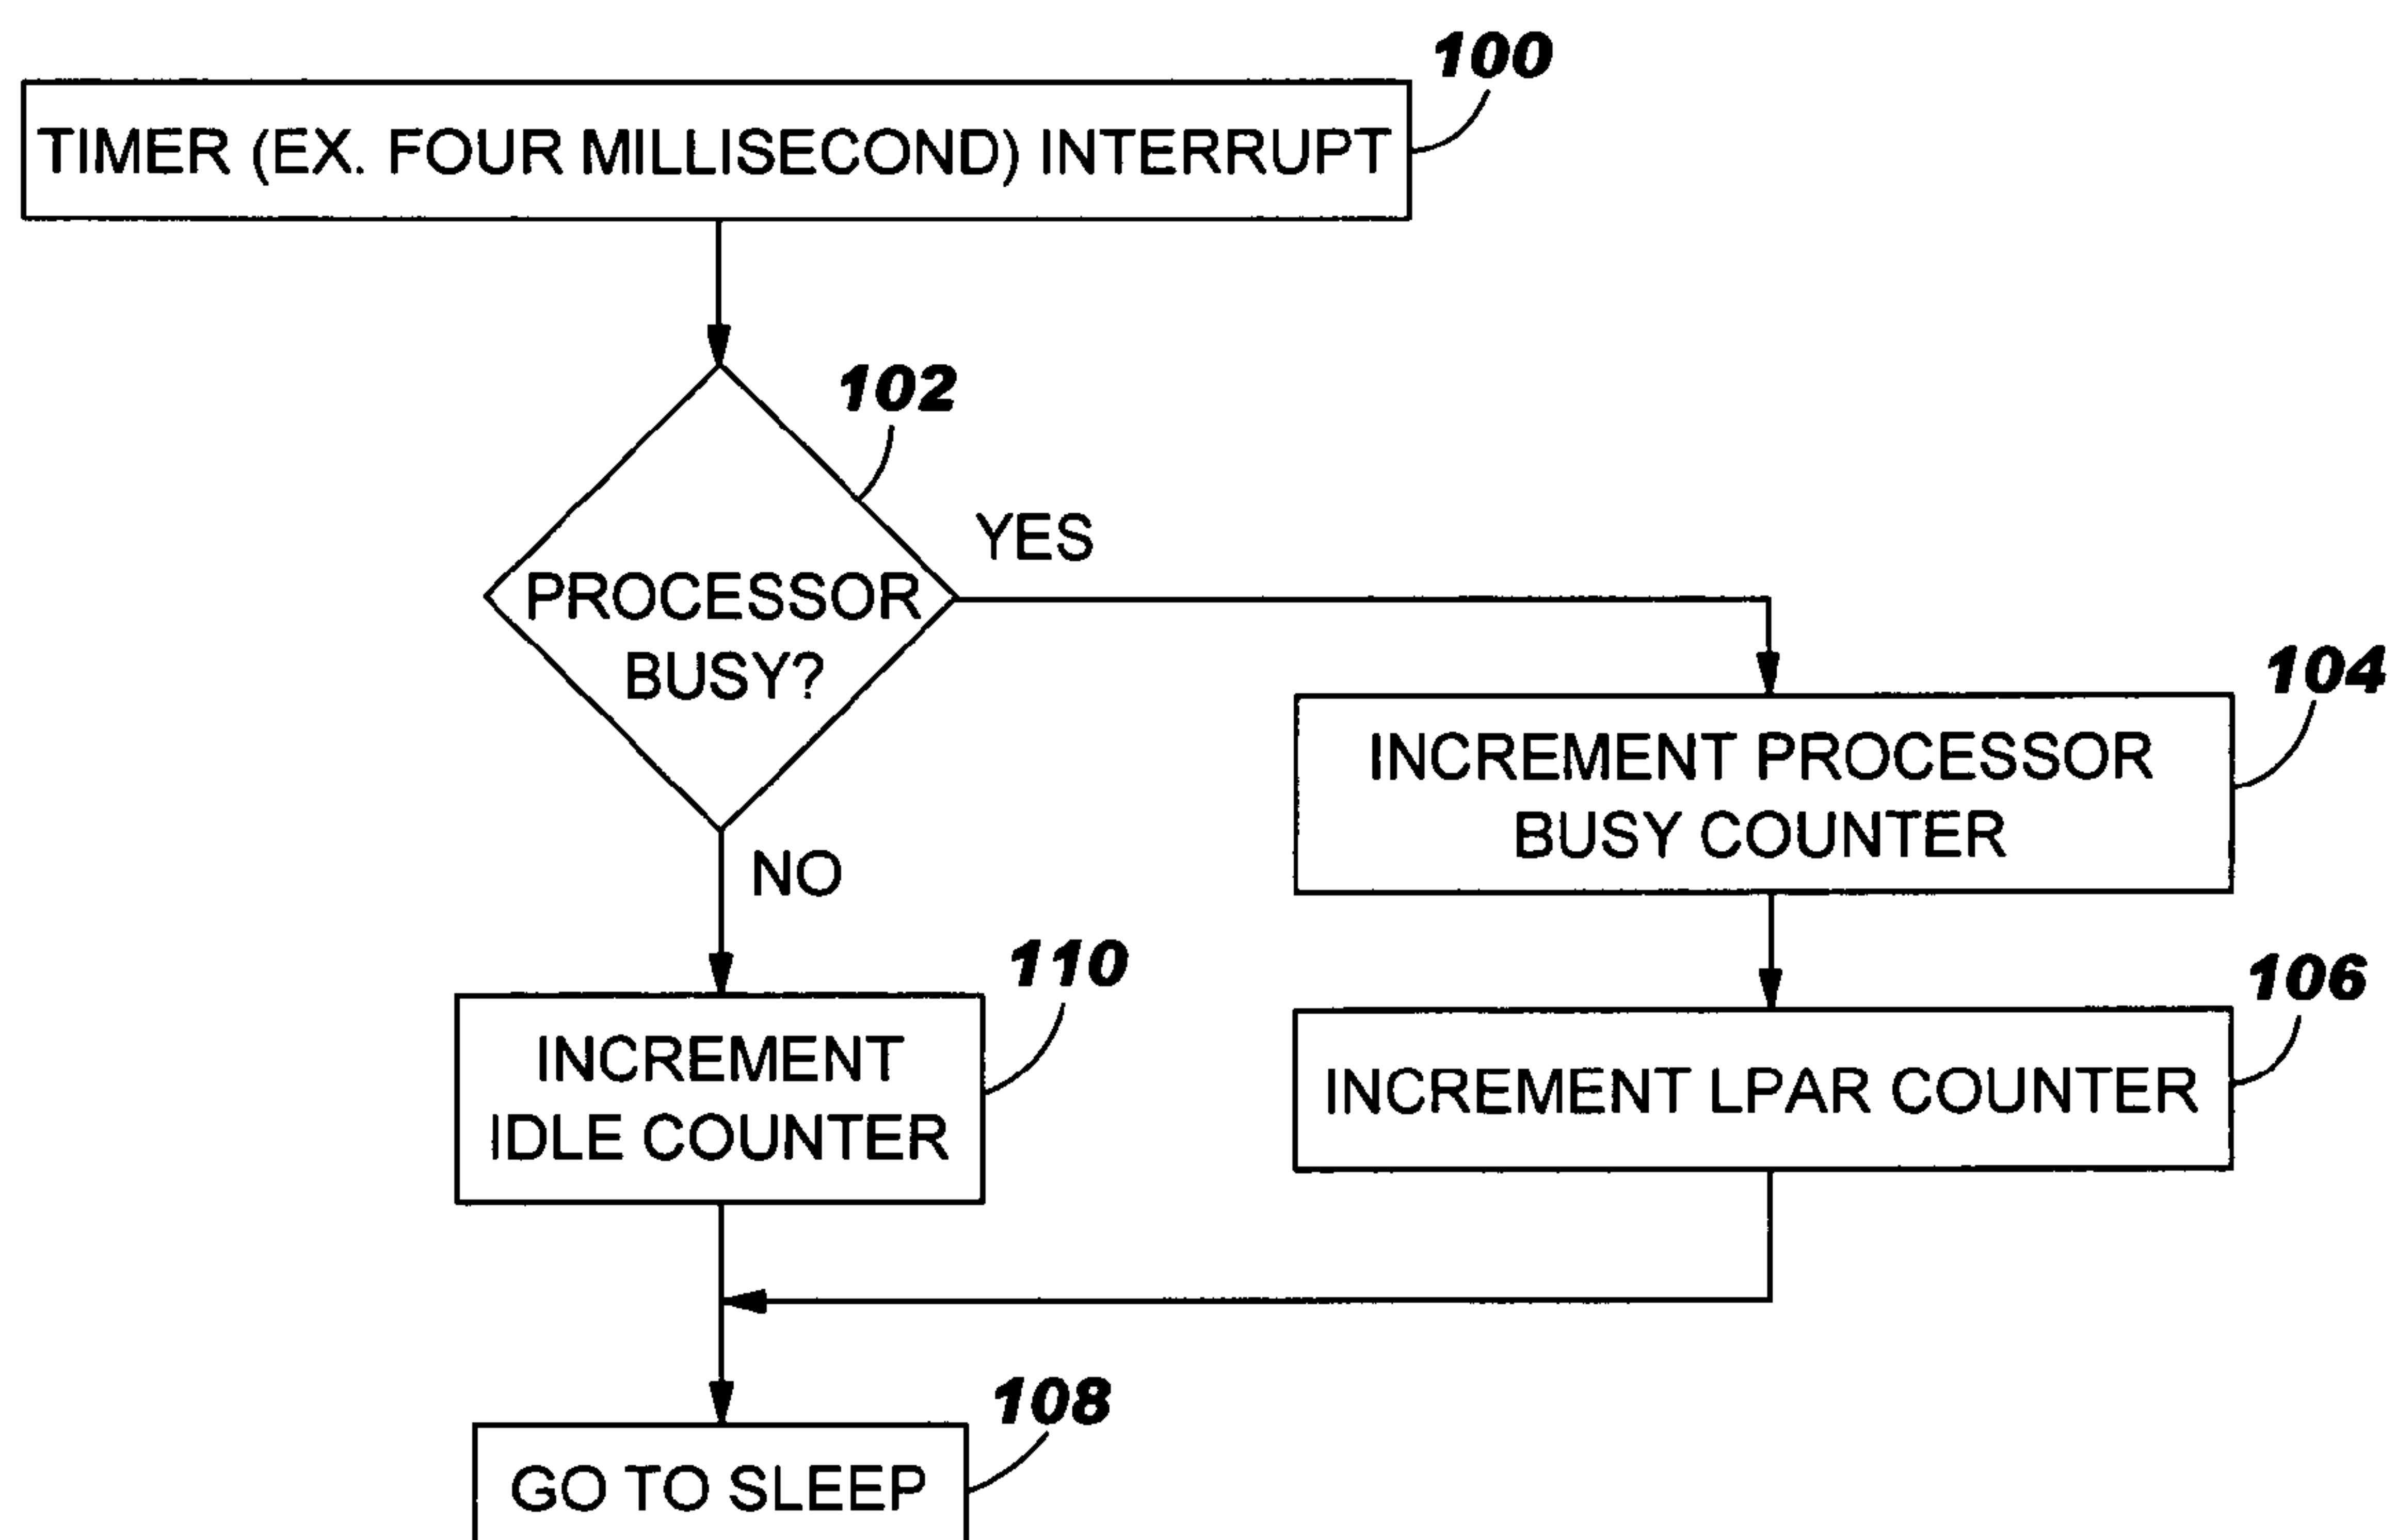 100
TIMER (EX. FOUR MILLISECOND) INTERRUPT
102
YES
PROCESSOR
BUSY?
104
INCREMENT PROCESSOR
BUSY COUNTER
NO
110
106
INCREMENT
IDLE COUNTER
INCREMENT LPAR COUNTER
108
GO TO SLEEP